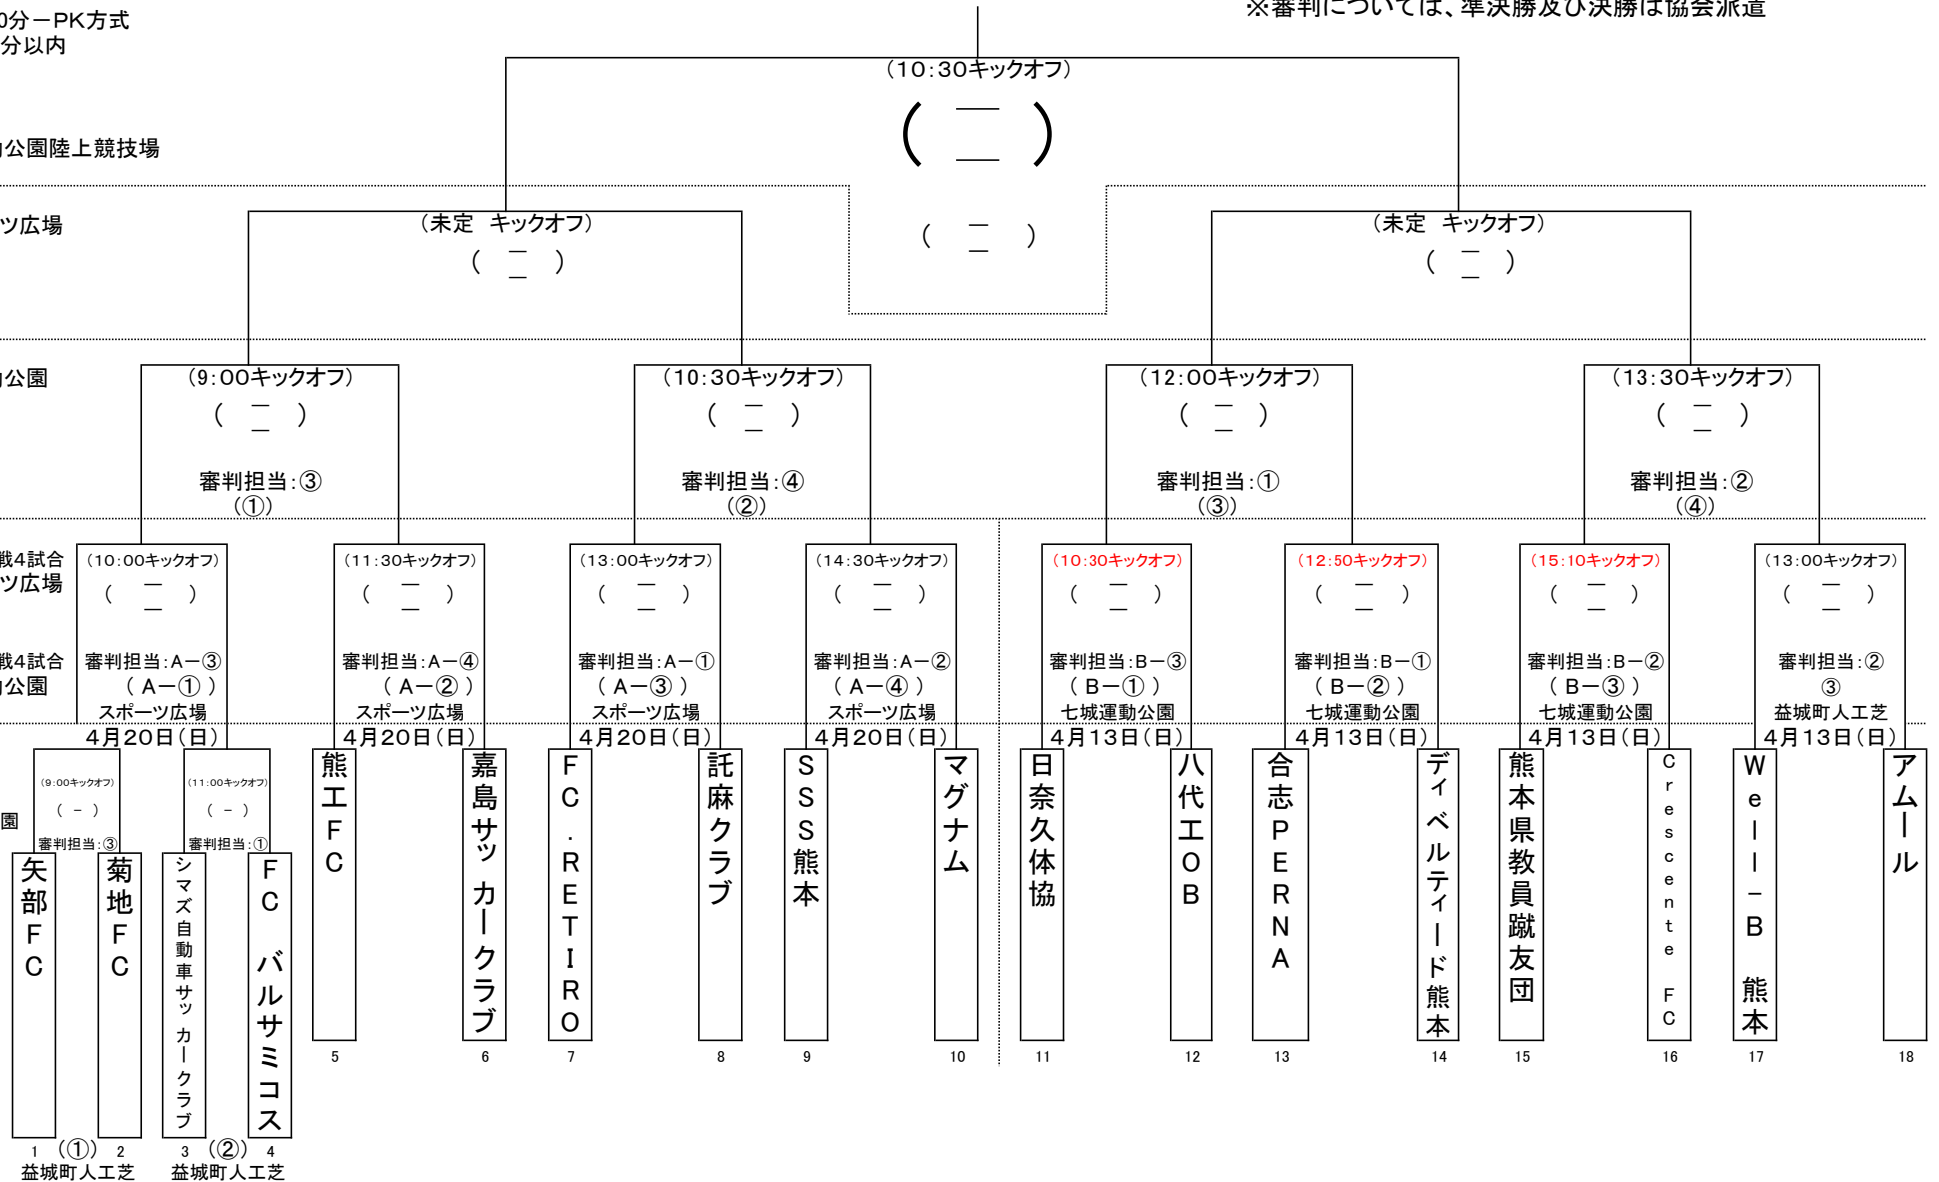 0分－PK方式
分以内
※審判については、準決勝及び決勝は協会派遣
(10:30キックオフ)
公園陸上競技場
ツ広場
(未定 キックオフ)
(未定 キックオフ)
公園
(9:00キックオフ)
(10:30キックオフ)
(12:00キックオフ)
(13:30キックオフ)
審判担当:③
(①)
審判担当:④
(②)
審判担当:①
(③)
審判担当:②
(④)
戦4試合
ツ広場
戦4試合
公園
(10:00キックオフ)
審判担当:A－③
(A－①)
スポーツ広場
4月20日(日)
(11:30キックオフ)
審判担当:A－④
(A－②)
スポーツ広場
4月20日(日)
(13:00キックオフ)
審判担当:A－①
(A－③)
スポーツ広場
4月20日(日)
(14:30キックオフ)
審判担当:A－②
(A－④)
スポーツ広場
4月20日(日)
(10:30キックオフ)
審判担当:B－③
(B－①)
七城運動公園
4月13日(日)
(12:50キックオフ)
審判担当:B－①
(B－②)
七城運動公園
4月13日(日)
(15:10キックオフ)
審判担当:B－②
(B－③)
七城運動公園
4月13日(日)
(13:00キックオフ)
審判担当:②
③
益城町人工芝
4月13日(日)
園
(9:00キックオフ)
( - )
審判担当:③
(11:00キックオフ)
( - )
審判担当:①
矢部FC
菊地FC
シマズ自動車サッカークラブ
FC バルサミコス
熊工FC
嘉島サッカークラブ
FC.RETIRO
託麻クラブ
SSS熊本
マグナム
日奈久体協
八代工OB
合志PERNA
ディベルティード熊本
熊本県教員蹴友団
Crescente FC
Well-B 熊本
アムール
5
6
7
8
9
10
11
12
13
14
15
16
17
18
1 (①) 2
3 (②) 4
益城町人工芝
益城町人工芝